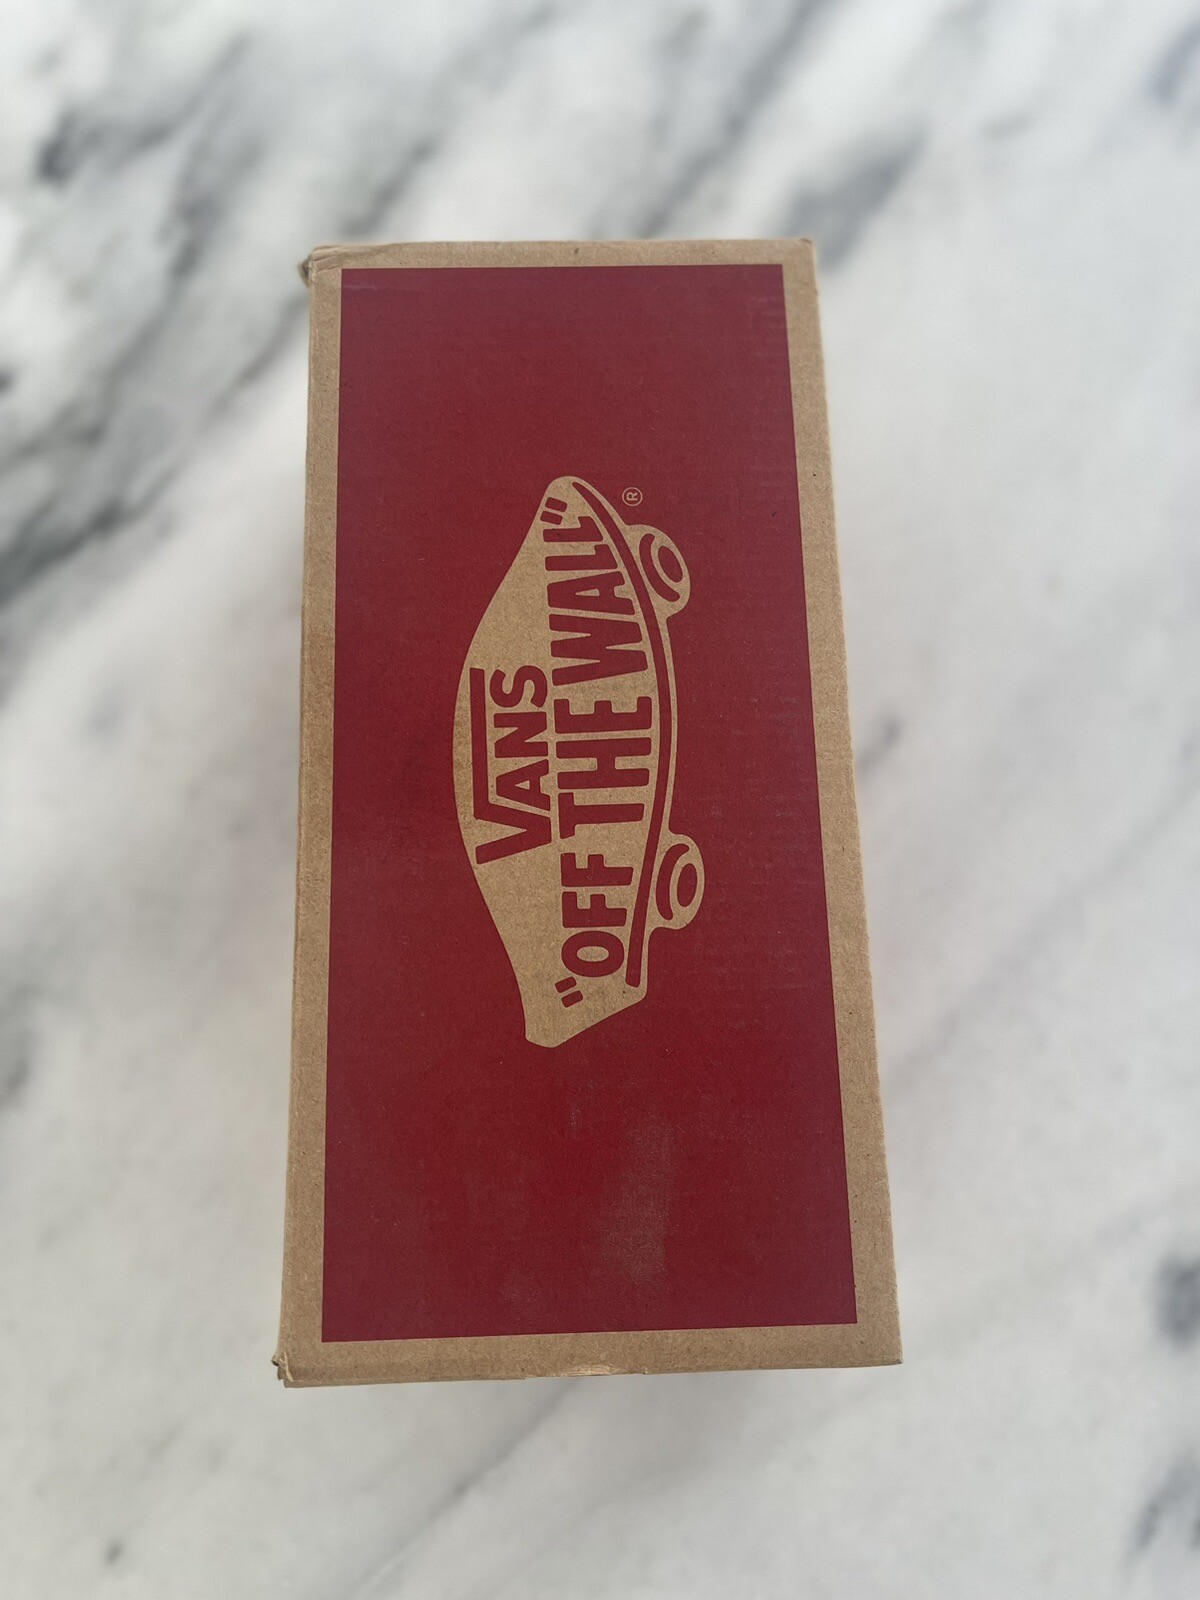 VANS
"OFF THE WALL"
®